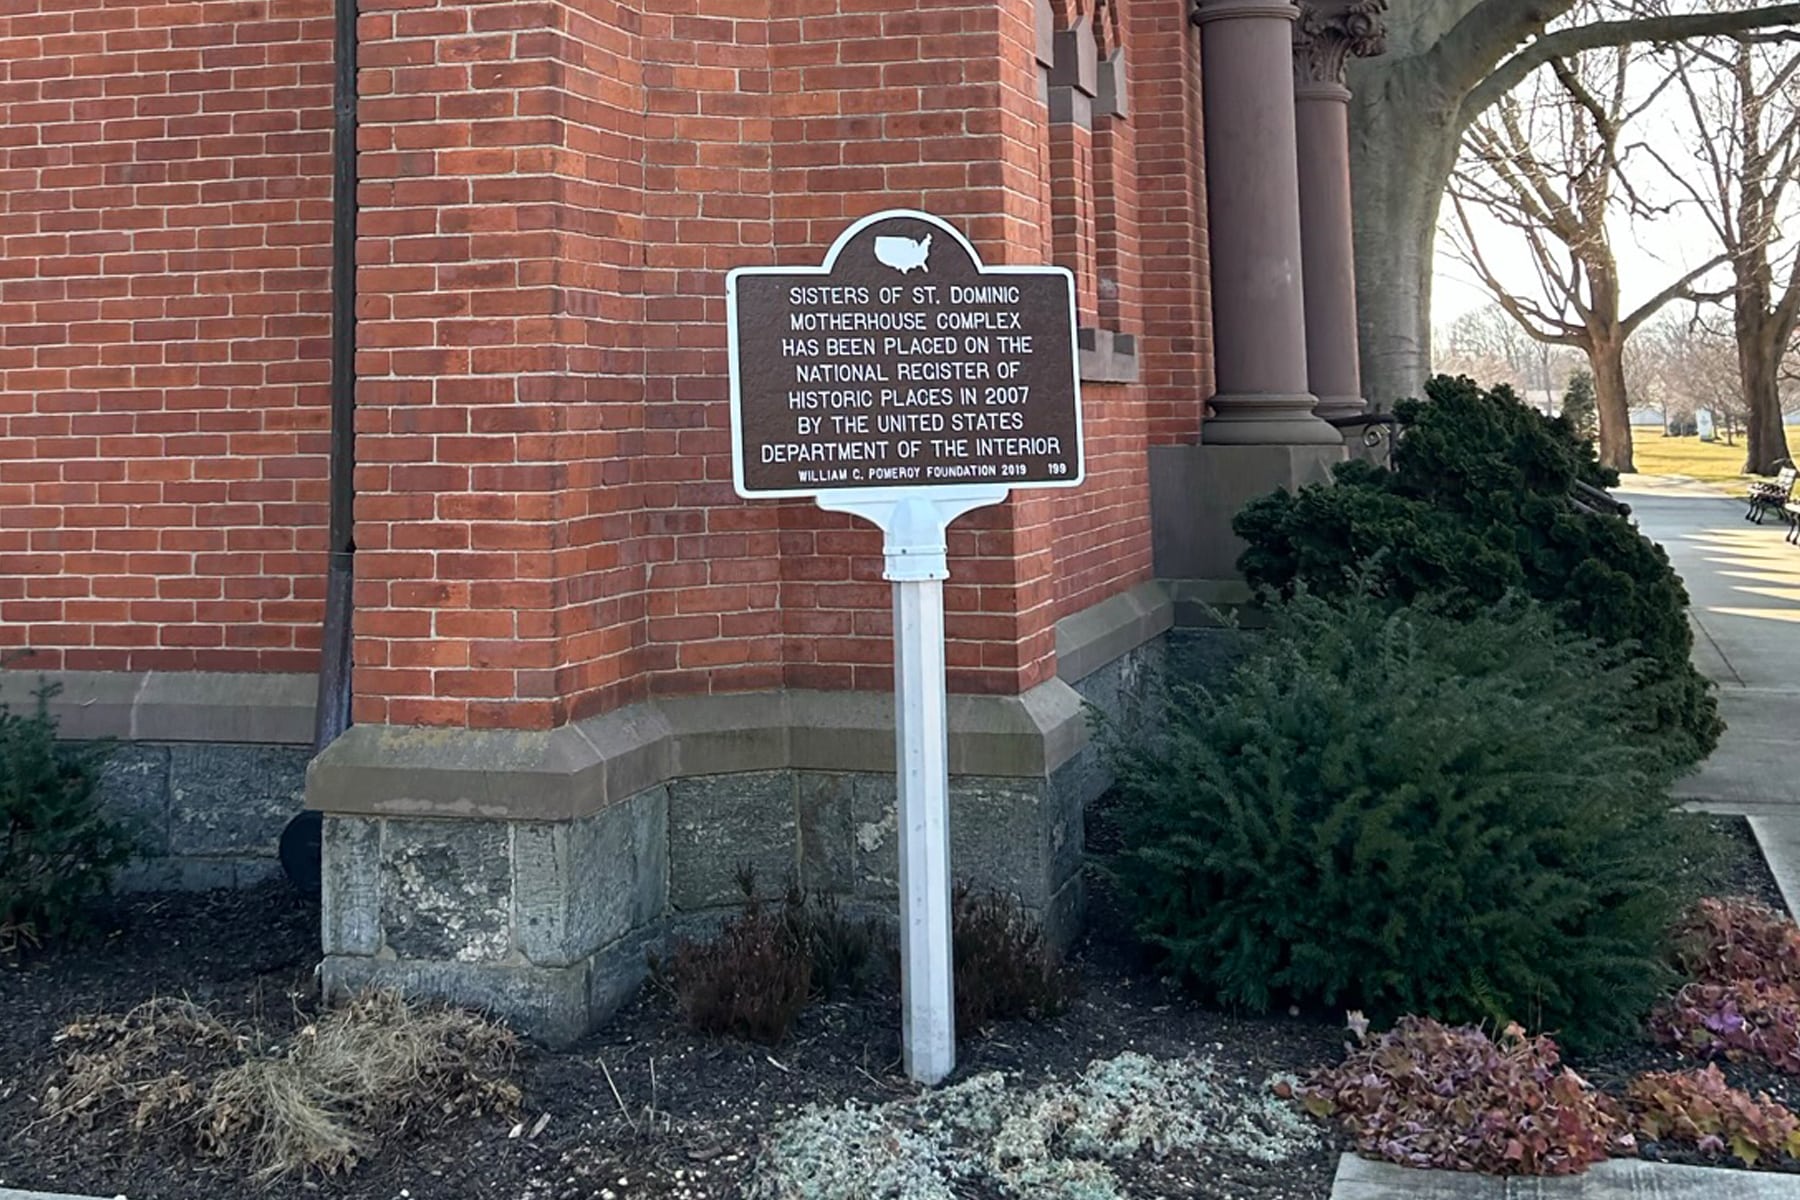 SISTERS OF ST. DOMINIC
MOTHERHOUSE COMPLEX
HAS BEEN PLACED ON THE
NATIONAL REGISTER OF
HISTORIC PLACES IN 2007
BY THE UNITED STATES
DEPARTMENT OF THE INTERIOR
WILLIAM C. POMEROY FOUNDATION 2019 199